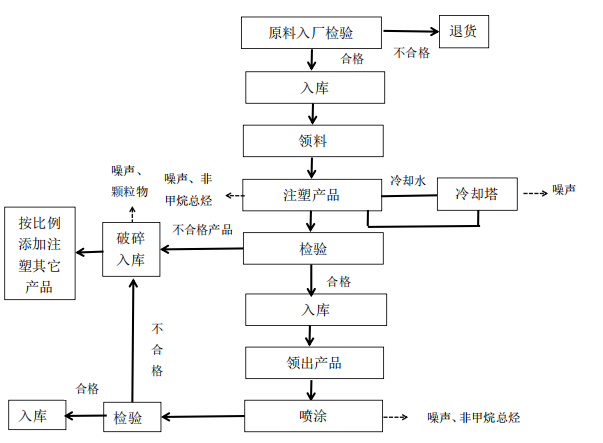 原料入厂检验
退货
合格
不合格
入库
领料
噪声、
颗粒物
噪声、非
甲烷总烃
注塑产品
冷却水
冷却塔
噪声
按比例
添加注
塑其它
产品
破碎
入库
不合格产品
检验
合格
入库
不
合
格
领出产品
合格
入库
检验
喷涂
噪声、非甲烷总烃